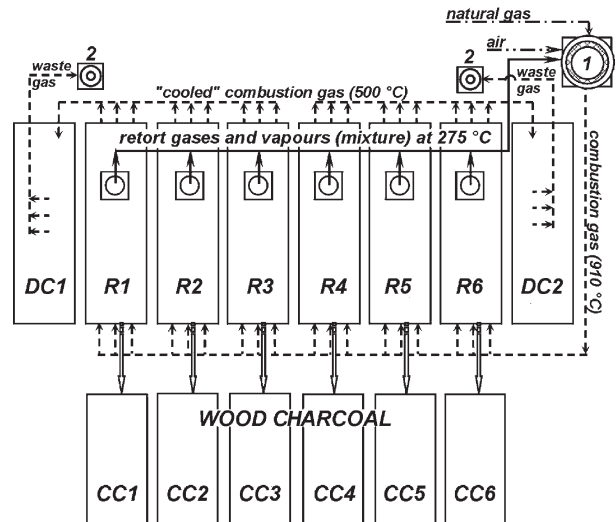 natural gas
air
1
2
2
waste
gas
waste
gas
"cooled" combustion gas (500 °C)
retort gases and vapours (mixture) at 275 °C
combustion gas (910 °C)
DC1
R1
R2
R3
R4
R5
R6
DC2
WOOD CHARCOAL
CC1
CC2
CC3
CC4
CC5
CC6